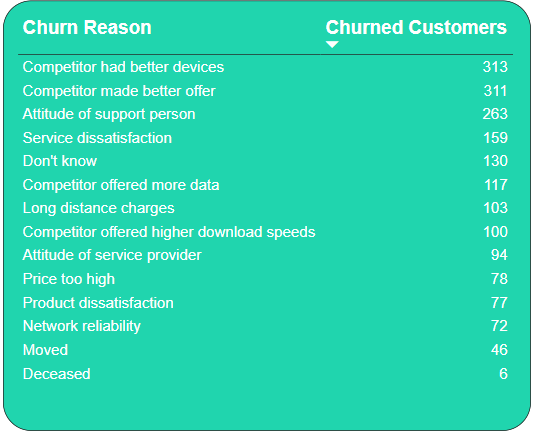 Churn Reason Churned Customers
Competitor had better devices 313
Competitor made better offer 311
Attitude of support person 263
Service dissatisfaction 159
Don't know 130
Competitor offered more data 117
Long distance charges 103
Competitor offered higher download speeds 100
Attitude of service provider 94
Price too high 78
Product dissatisfaction 77
Network reliability 72
Moved 46
Deceased 6